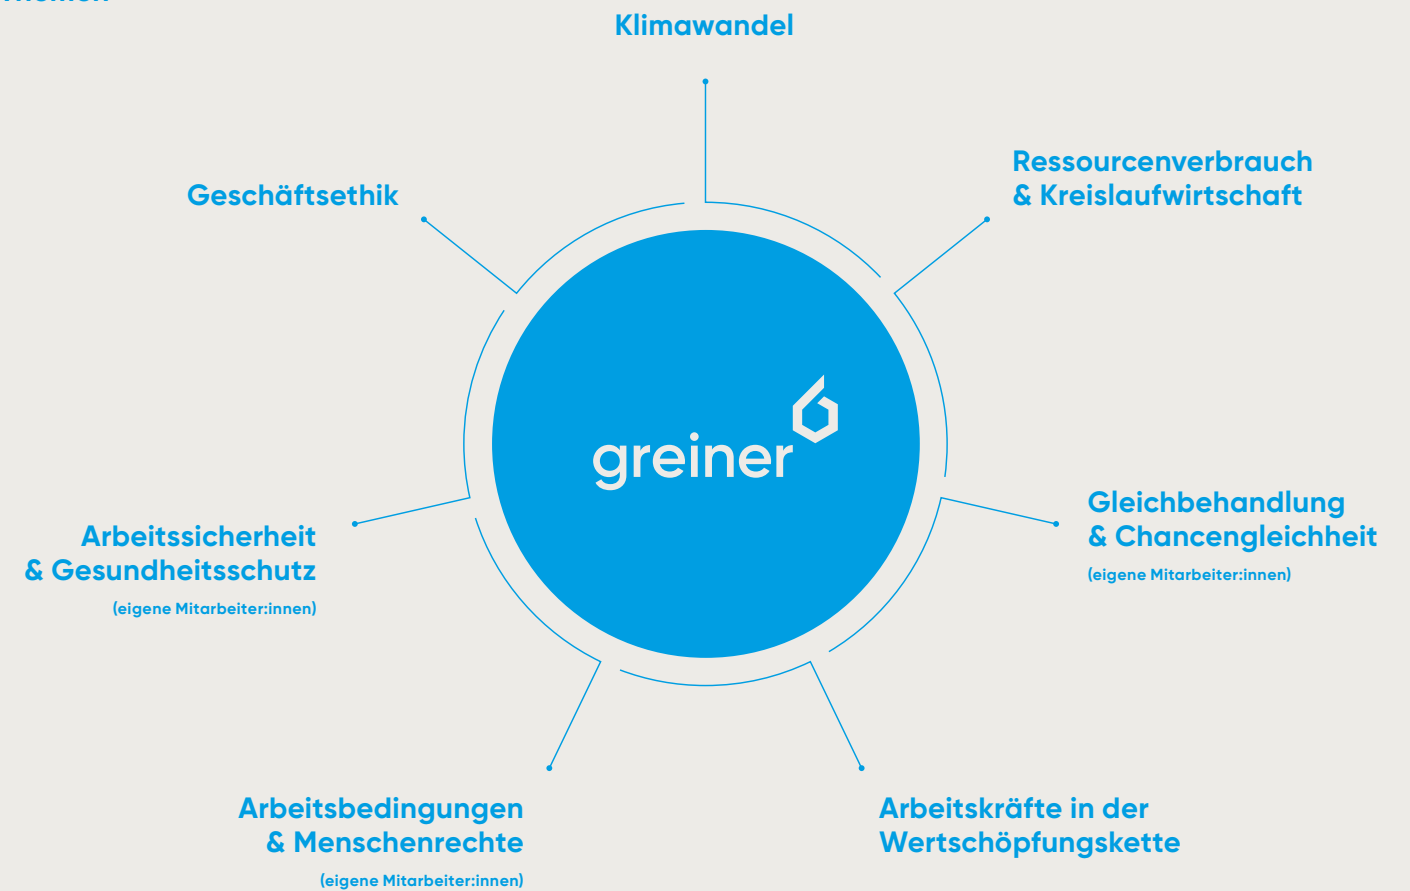 Klimawandel
Ressourcenverbrauch
& Kreislaufwirtschaft
Geschäftsethik
greiner
Gleichbehandlung
& Chancengleichheit
(eigene Mitarbeiter:innen)
Arbeitssicherheit
& Gesundheitsschutz
(eigene Mitarbeiter:innen)
Arbeitsbedingungen
& Menschenrechte
(eigene Mitarbeiter:innen)
Arbeitskräfte in der
Wertschöpfungskette